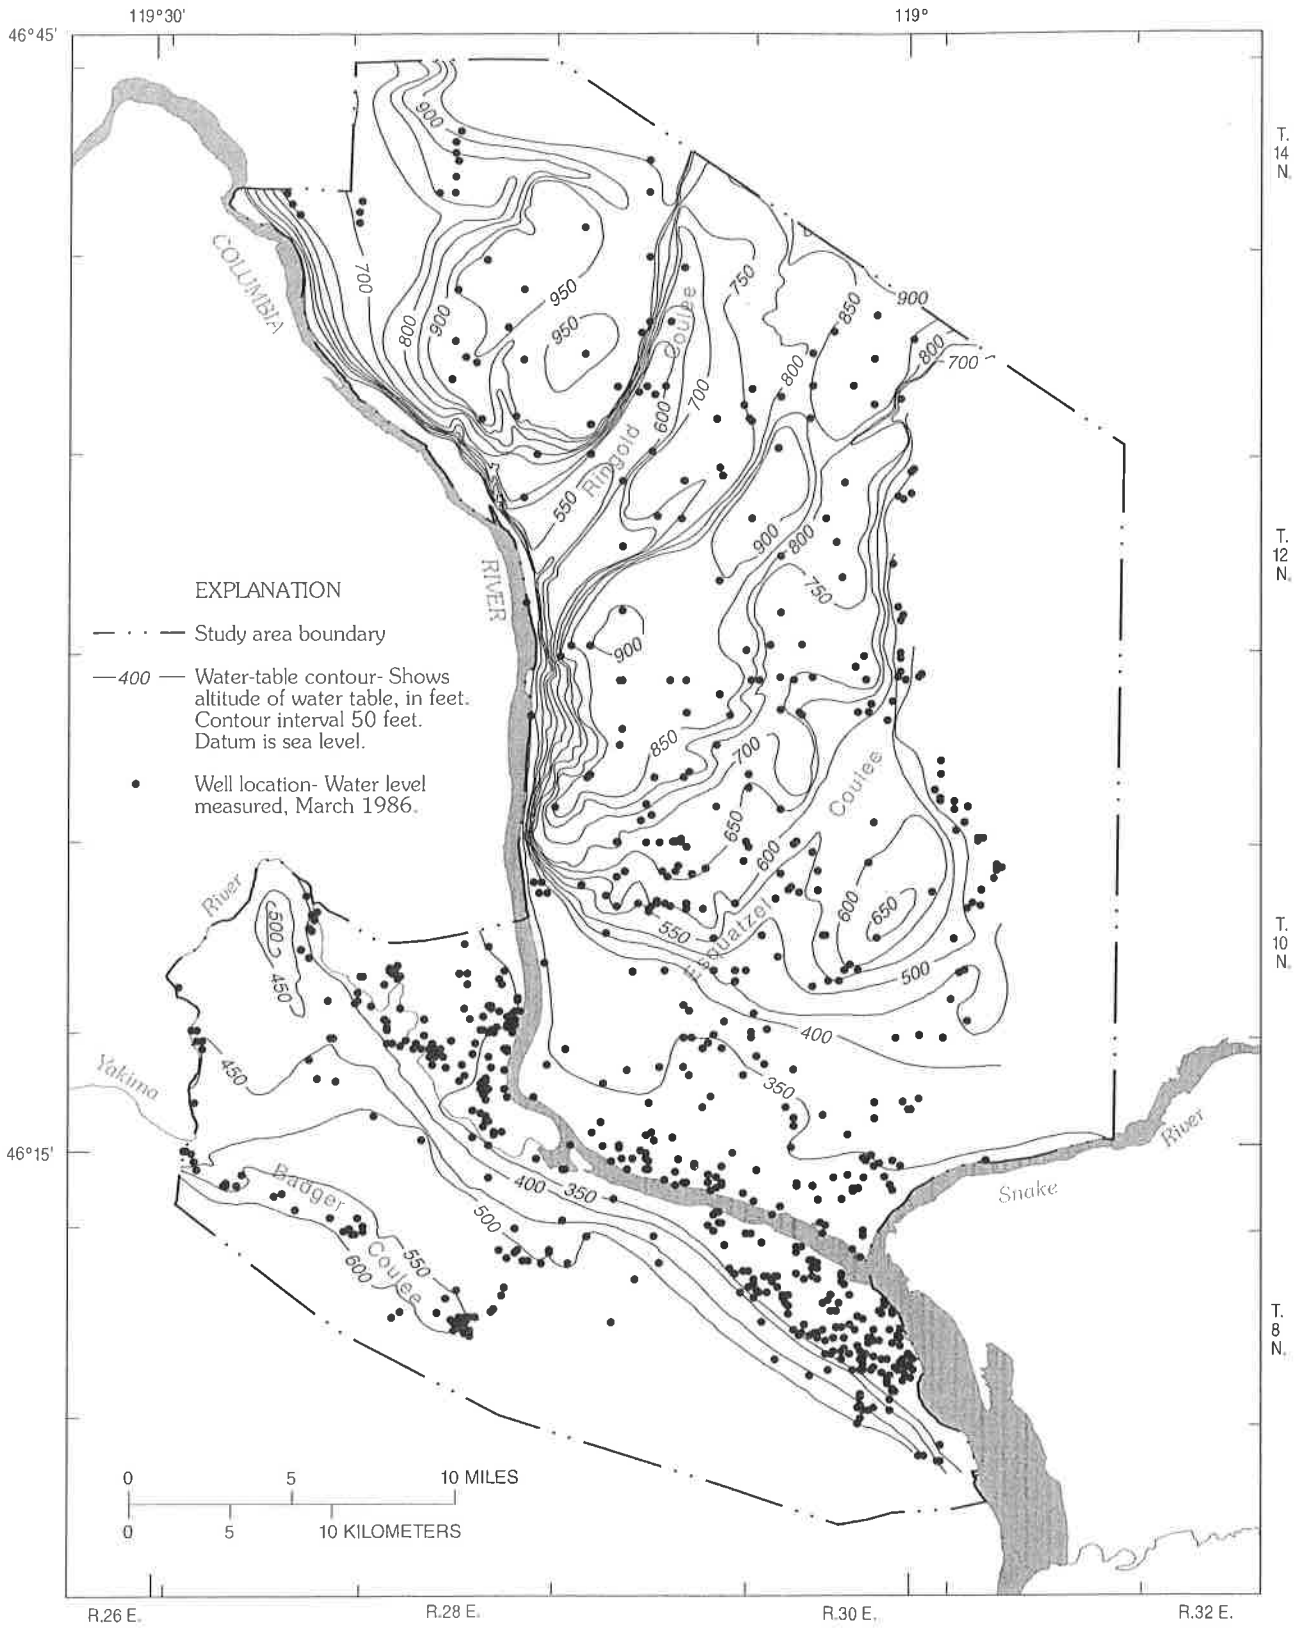 119°30'
119°
46°45'
T.
14
N.
900
COLUMBIA
700
800
900
950
950
Coulee
750
850
900
800
700
800
700
600
Ringold
550
900
800
T.
12
N.
RIVER
750
EXPLANATION
Study area boundary
400
Water-table contour- Shows
altitude of water table, in feet.
Contour interval 50 feet.
Datum is sea level.
Well location- Water level
measured, March 1986.
900
850
700
Coulee
650
600
600
650
550
Esquatzel
500
400
350
T.
10
N.
River
500
450
450
Yakima
46°15'
River
Snake
Badger
Coulee
550
600
400
350
500
T.
8
N.
0
5
10 MILES
0
5
10 KILOMETERS
R.26 E.
R.28 E.
R.30 E.
R.32 E.